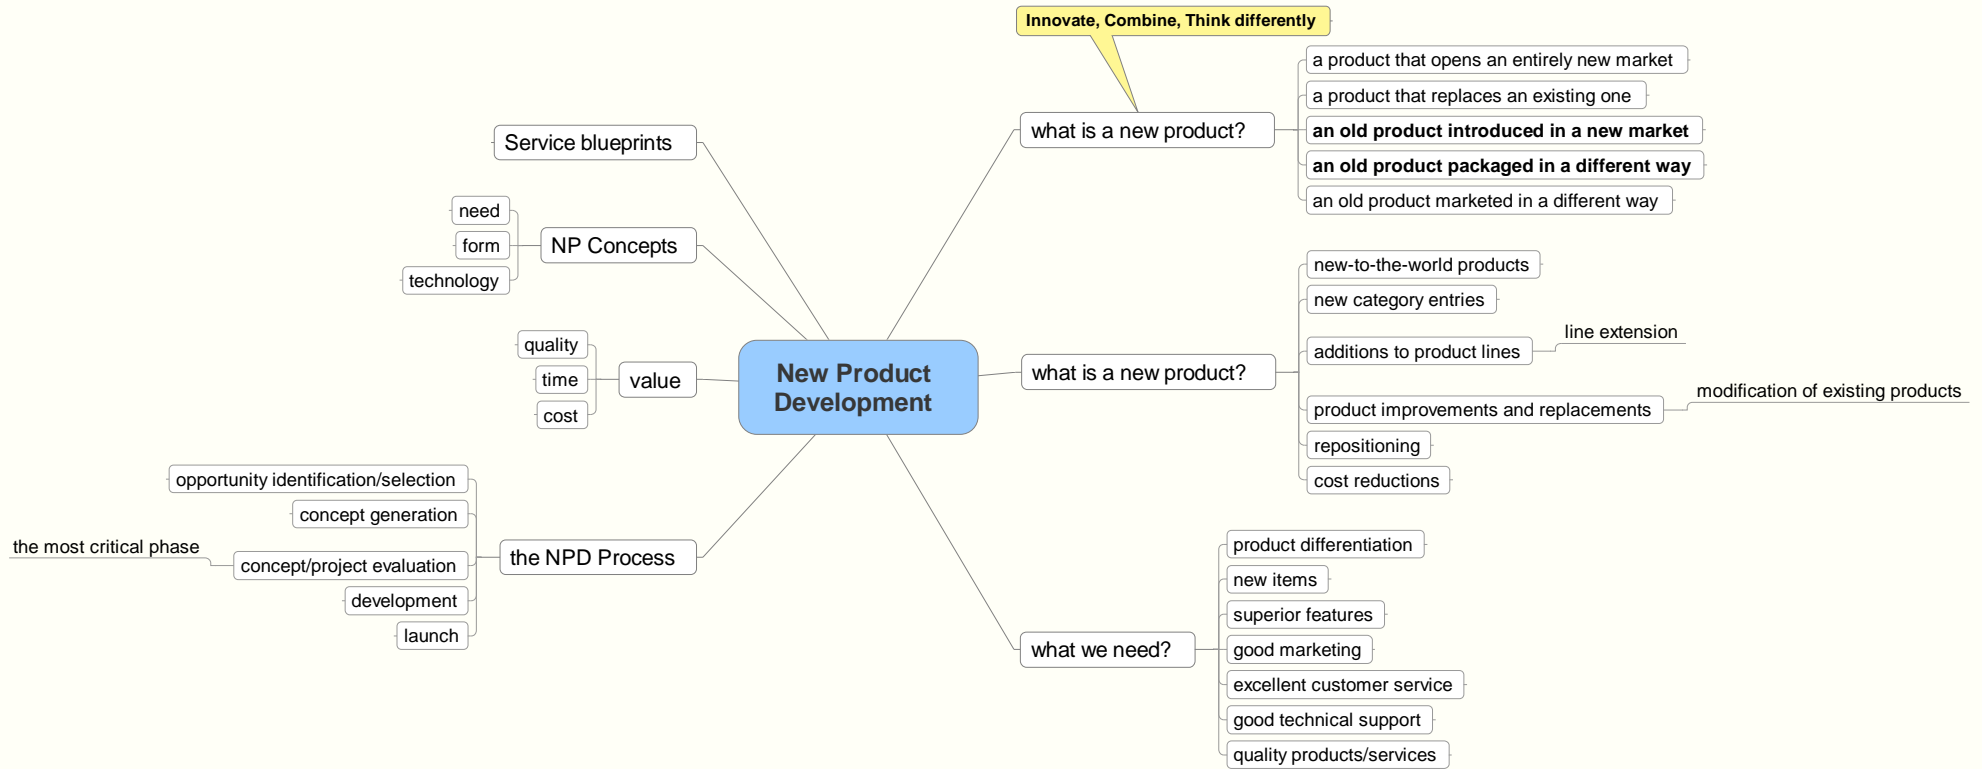 Innovate, Combine, Think differently
what is a new product?
a product that opens an entirely new market
a product that replaces an existing one
an old product introduced in a new market
an old product packaged in a different way
an old product marketed in a different way
Service blueprints
NP Concepts
need
form
technology
value
quality
time
cost
New Product
Development
what is a new product?
new-to-the-world products
new category entries
additions to product lines
line extension
product improvements and replacements
modification of existing products
repositioning
cost reductions
the NPD Process
opportunity identification/selection
concept generation
concept/project evaluation
the most critical phase
development
launch
what we need?
product differentiation
new items
superior features
good marketing
excellent customer service
good technical support
quality products/services